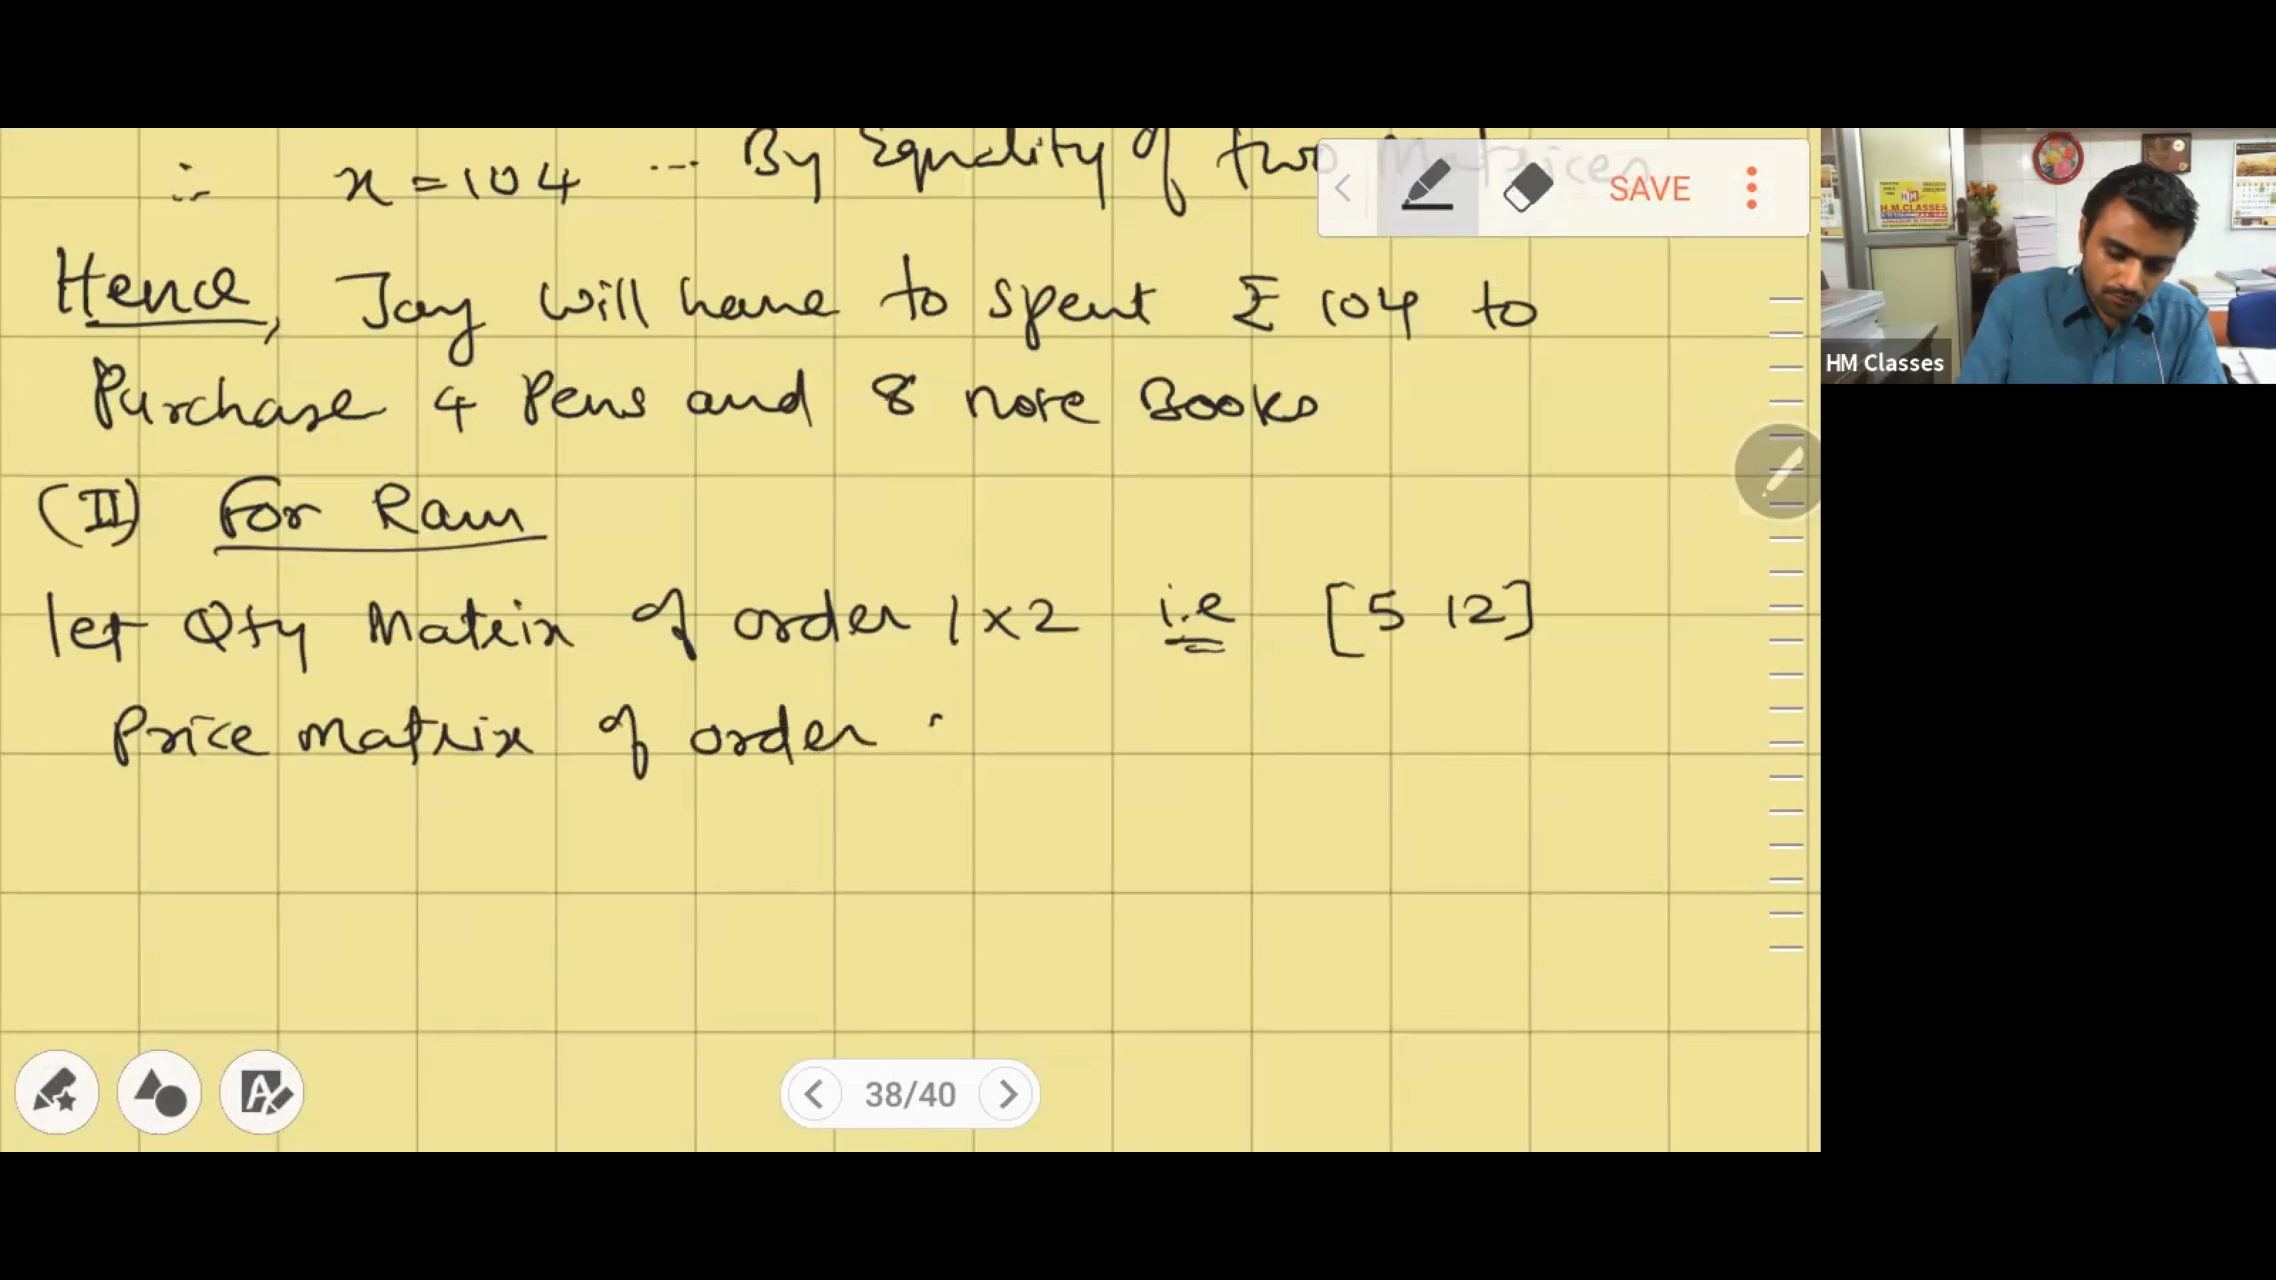 ∴ x = 104 --- By Equality of two Matrices
SAVE
Hence, Jay will have to spent ₹ 104 to
Purchase 4 Pens and 8 note Books
(II) For Ram
let Qty Matrix of order 1×2 i.e [5 12]
Price matrix of order
38/40
H.M.CLASSES
HM Classes